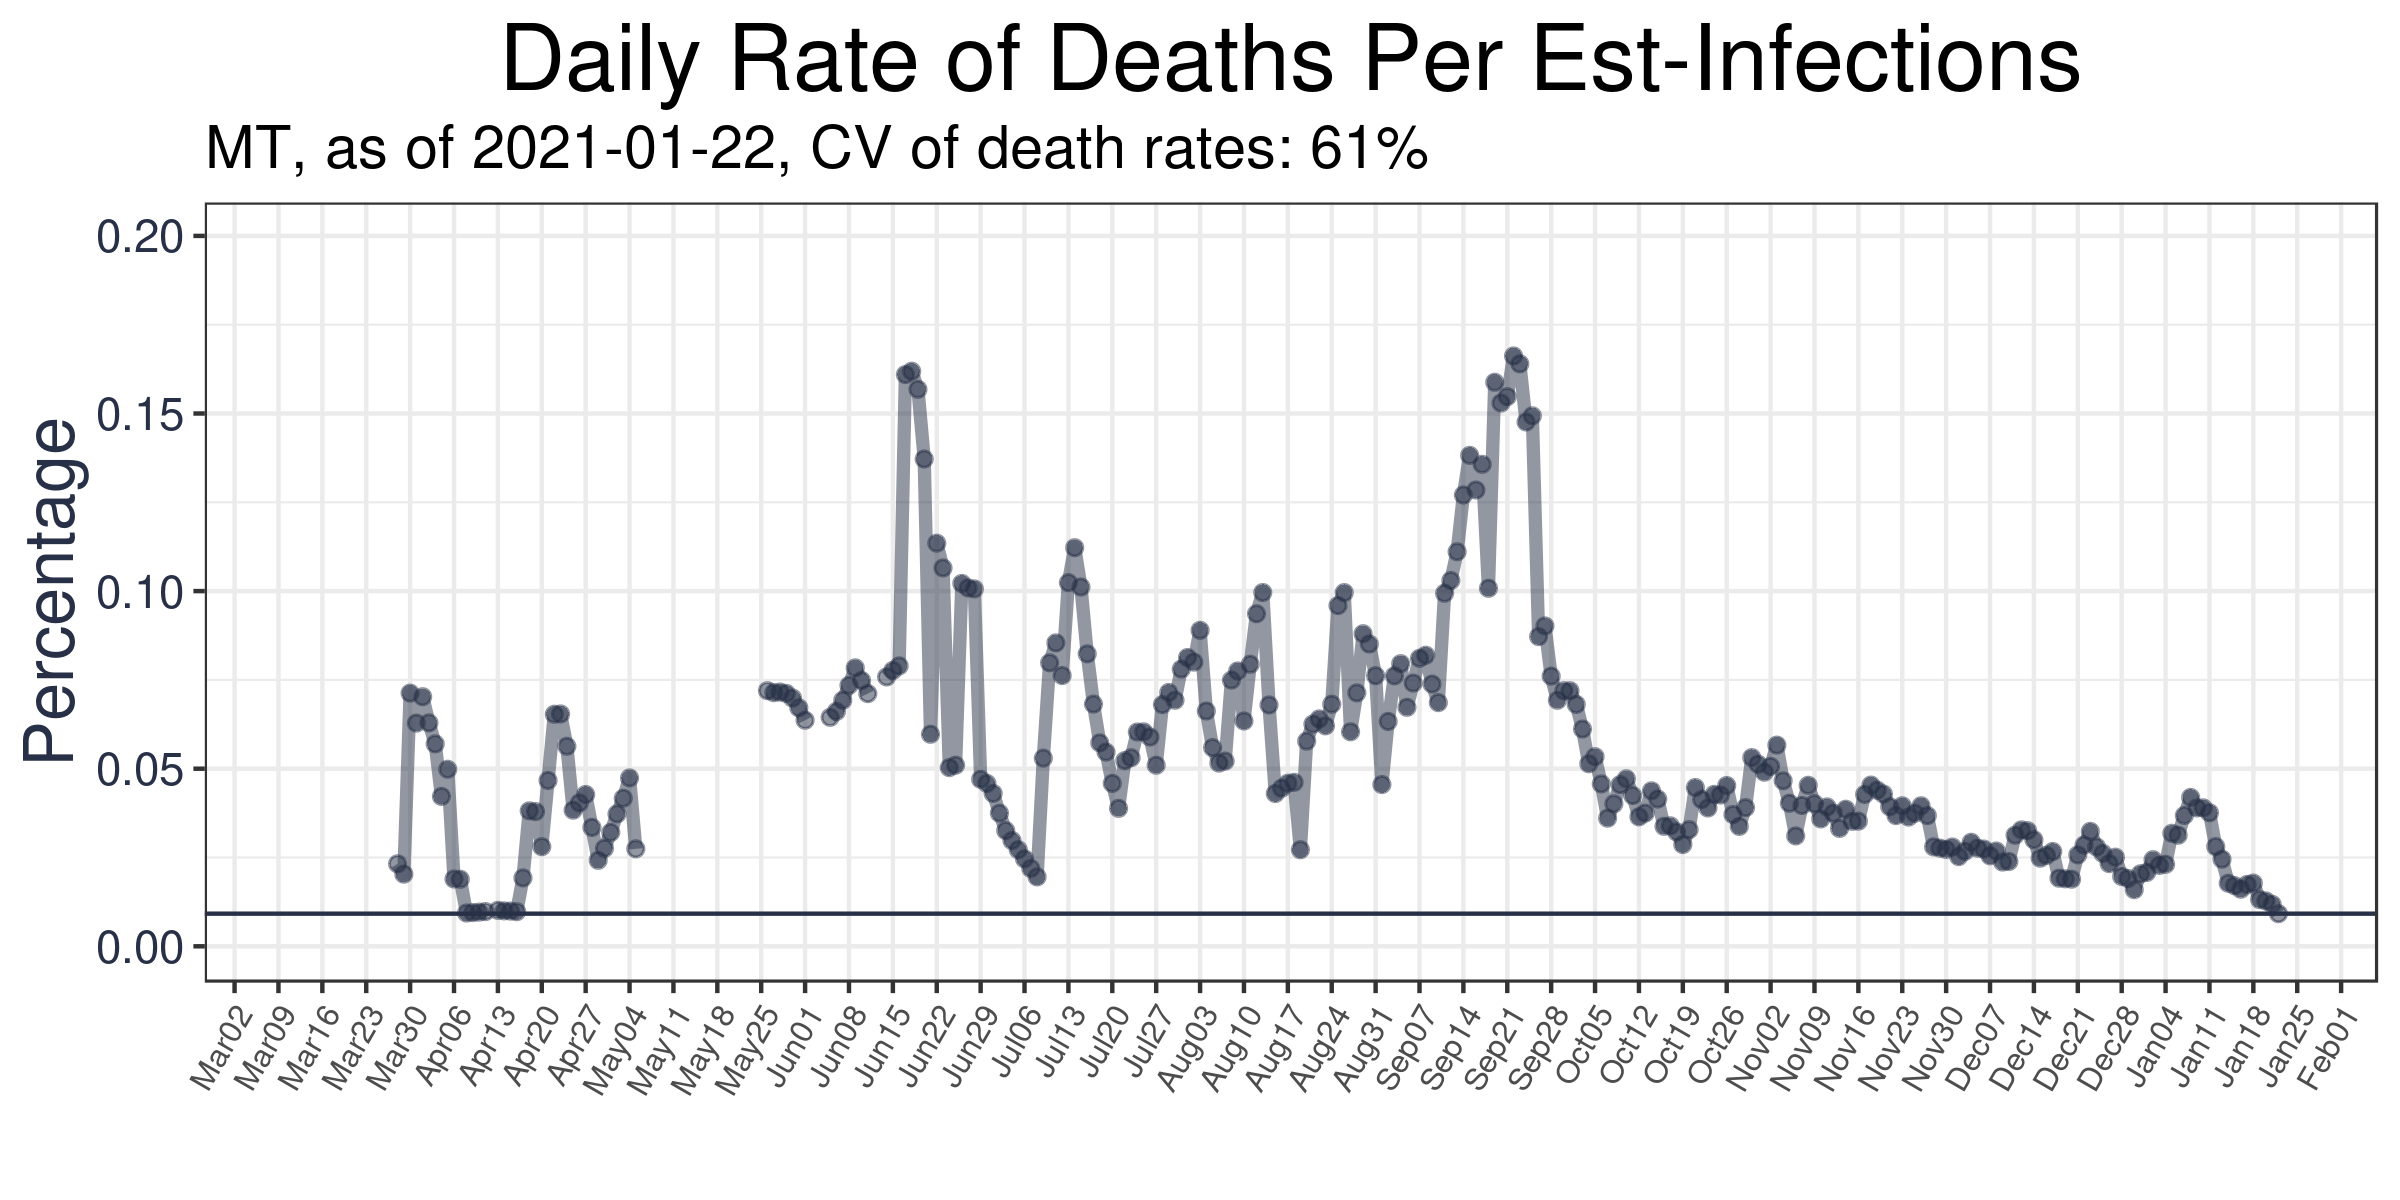 Daily Rate of Deaths Per Est-Infections
MT, as of 2021-01-22, CV of death rates: 61%
Percentage
0.20
0.15
0.10
0.05
0.00
Mar02
Mar09
Mar16
Mar23
Mar30
Apr06
Apr13
Apr20
Apr27
May04
May11
May18
May25
Jun01
Jun08
Jun15
Jun22
Jun29
Jul06
Jul13
Jul20
Jul27
Aug03
Aug10
Aug17
Aug24
Aug31
Sep07
Sep14
Sep21
Sep28
Oct05
Oct12
Oct19
Oct26
Nov02
Nov09
Nov16
Nov23
Nov30
Dec07
Dec14
Dec21
Dec28
Jan04
Jan11
Jan18
Jan25
Feb01